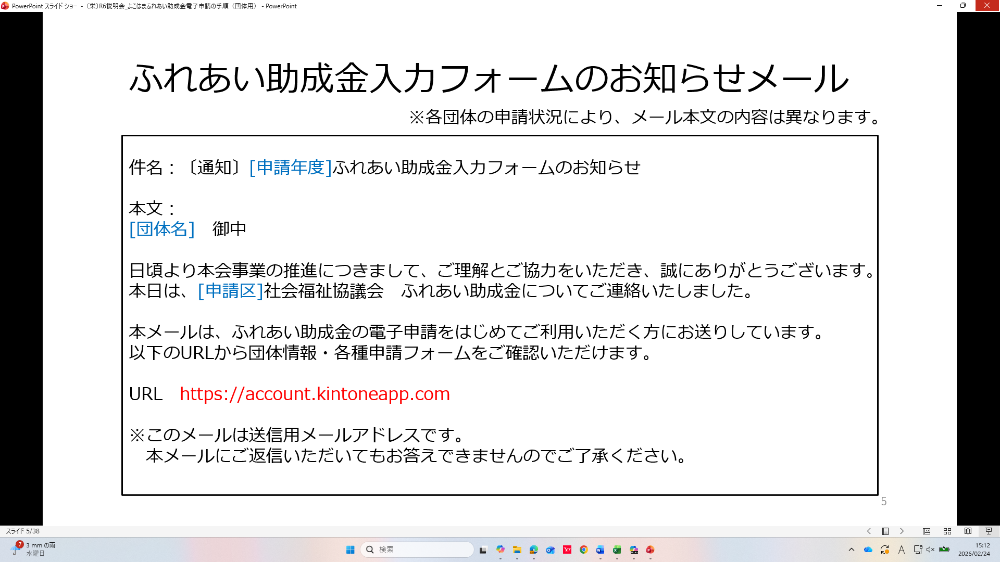 PowerPoint スライド ショー - （栄）R6説明会_よこはまふれあい助成金電子申請の手順（団体用） - PowerPoint
ふれあい助成金入力フォームのお知らせメール
※各団体の申請状況により、メール本文の内容は異なります。
件名：〔通知〕[申請年度]ふれあい助成金入力フォームのお知らせ
本文：
[団体名]　御中
日頃より本会事業の推進につきまして、ご理解とご協力をいただき、誠にありがとうございます。
本日は、[申請区]社会福祉協議会　ふれあい助成金についてご連絡いたしました。
本メールは、ふれあい助成金の電子申請をはじめてご利用いただく方にお送りしています。
以下のURLから団体情報・各種申請フォームをご確認いただけます。
URL　https://account.kintoneapp.com
※このメールは送信用メールアドレスです。
本メールにご返信いただいてもお答えできませんのでご了承ください。
5
スライド 5/38
7
3 mm の雨
水曜日
検索
A
15:12
2026/02/24